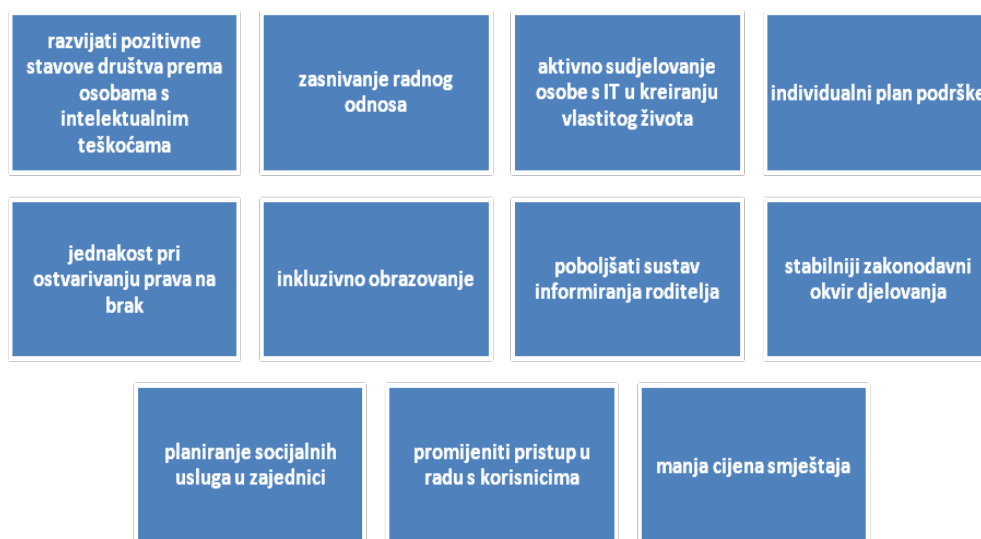 razvijati pozitivne
stavove društva prema
osobama s
intelektualnim
teškoćama
zasnivanje radnog
odnosa
aktivno sudjelovanje
osobe s IT u kreiranju
vlastitog života
individualni plan podrške
jednakost pri
ostvarivanju prava na
brak
inkluzivno obrazovanje
poboljšati sustav
informiranja roditelja
stabilniji zakonodavni
okvir djelovanja
planiranje socijalnih
usluga u zajednici
promijeniti pristup u
radu s korisnicima
manja cijena smještaja